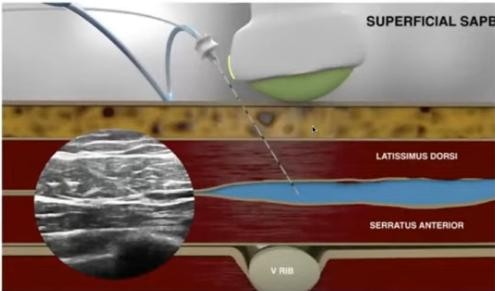 SUPERFICIAL SAPB
LATISSIMUS DORSI
SERRATUS ANTERIOR
V RIB